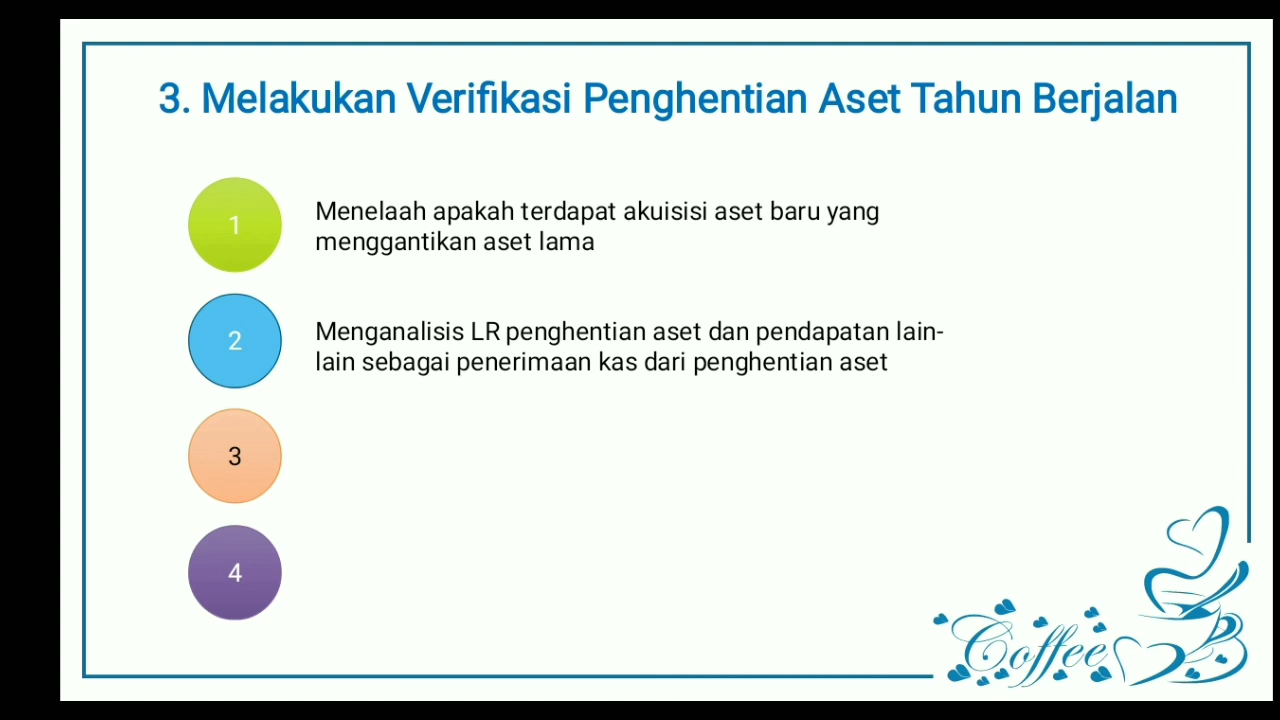 3. Melakukan Verifikasi Penghentian Aset Tahun Berjalan
1
Menelaah apakah terdapat akuisisi aset baru yang
menggantikan aset lama
2
Menganalisis LR penghentian aset dan pendapatan lain-
lain sebagai penerimaan kas dari penghentian aset
3
4
Coffee